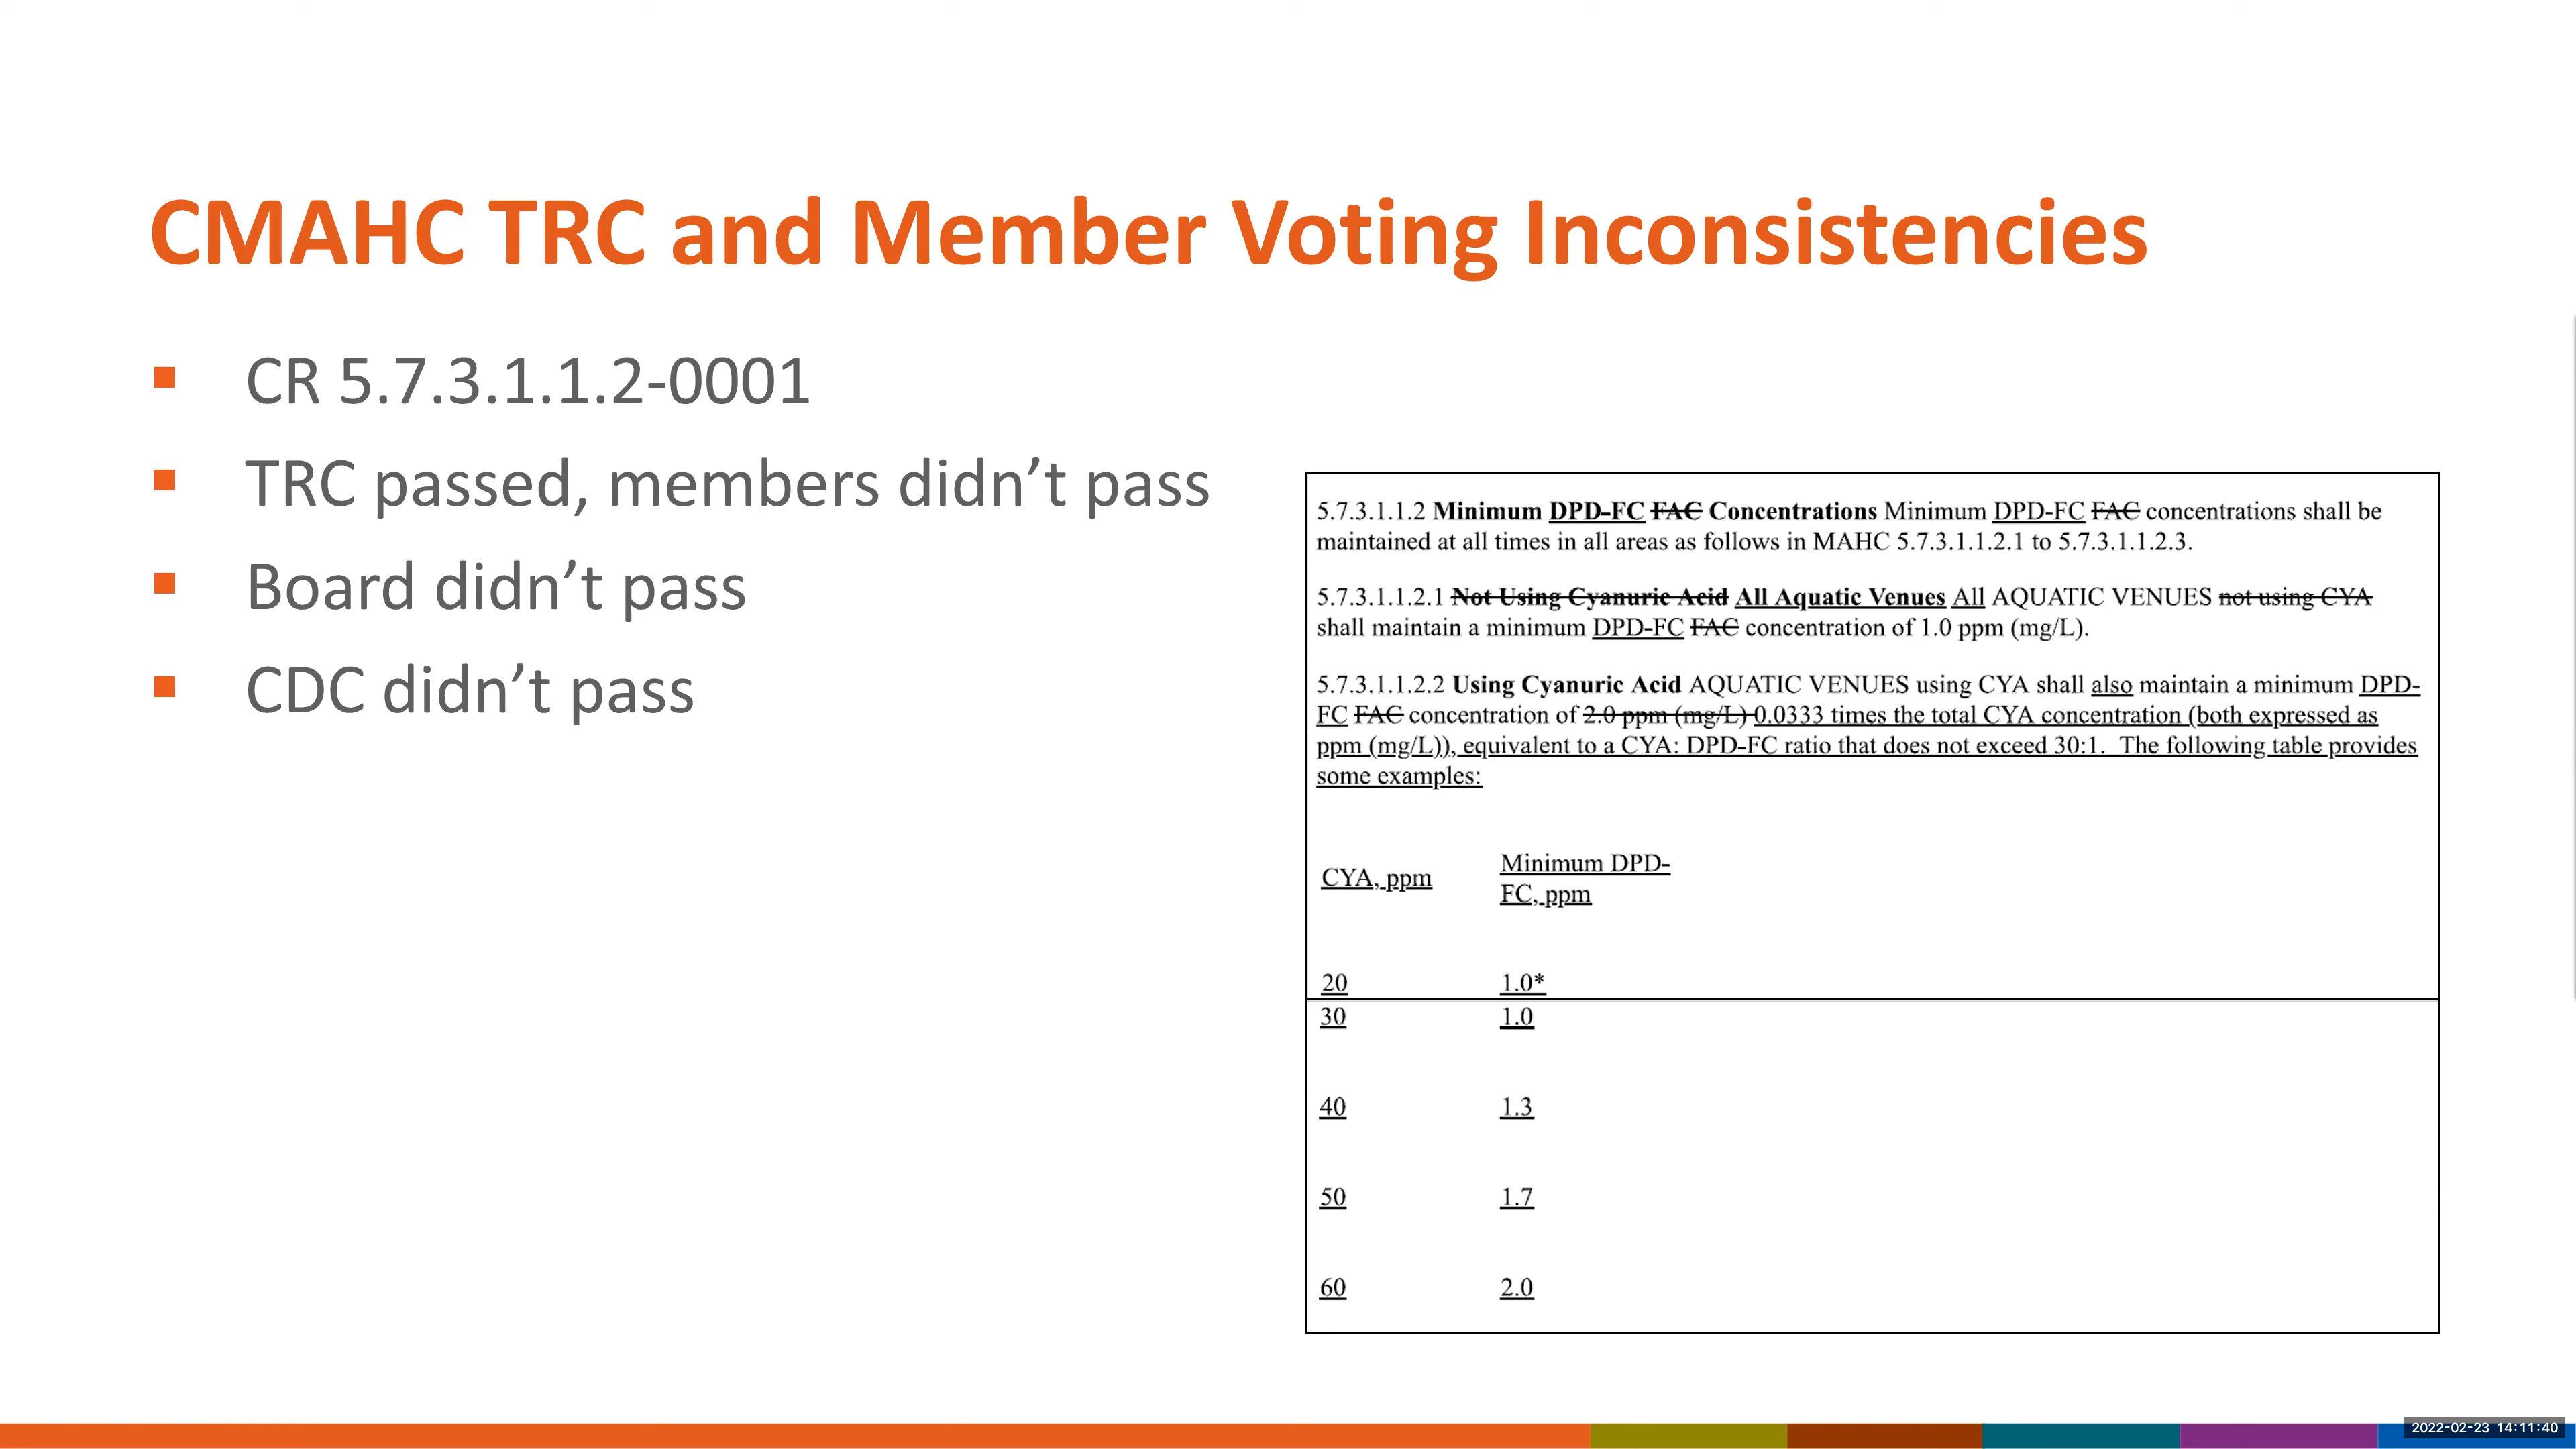 CMAHC TRC and Member Voting Inconsistencies
▪ CR 5.7.3.1.1.2-0001
▪ TRC passed, members didn’t pass
▪ Board didn’t pass
▪ CDC didn’t pass
5.7.3.1.1.2 Minimum DPD-FC FAC Concentrations Minimum DPD-FC FAC concentrations shall be
maintained at all times in all areas as follows in MAHC 5.7.3.1.1.2.1 to 5.7.3.1.1.2.3.
5.7.3.1.1.2.1 Not Using Cyanuric Acid All Aquatic Venues All AQUATIC VENUES not using CYA
shall maintain a minimum DPD-FC FAC concentration of 1.0 ppm (mg/L).
5.7.3.1.1.2.2 Using Cyanuric Acid AQUATIC VENUES using CYA shall also maintain a minimum DPD-
FC FAC concentration of 2.0 ppm (mg/L) 0.0333 times the total CYA concentration (both expressed as
ppm (mg/L)), equivalent to a CYA: DPD-FC ratio that does not exceed 30:1. The following table provides
some examples:
CYA, ppm Minimum DPD-
FC, ppm
20 1.0*
30 1.0
40 1.3
50 1.7
60 2.0
2022-02-23 14:11:40